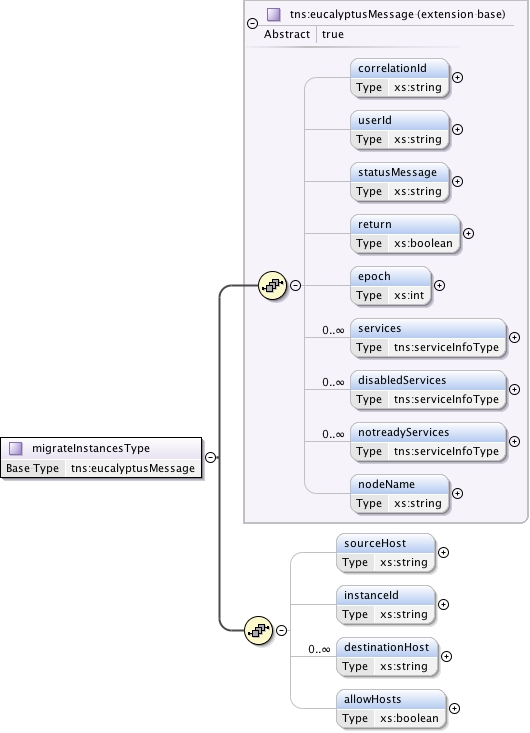 tns:eucalyptusMessage (extension base)
Abstract true
correlationId
Type xs:string
userId
Type xs:string
statusMessage
Type xs:string
return
Type xs:boolean
epoch
Type xs:int
0..∞ services
Type tns:serviceInfoType
0..∞ disabledServices
Type tns:serviceInfoType
0..∞ notreadyServices
Type tns:serviceInfoType
nodeName
Type xs:string
migrateInstancesType
Base Type tns:eucalyptusMessage
sourceHost
Type xs:string
instanceId
Type xs:string
0..∞ destinationHost
Type xs:string
allowHosts
Type xs:boolean